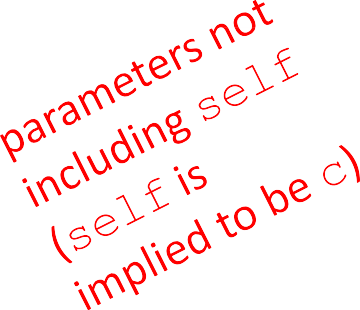 parameters not
including self
(self is
implied to be c)